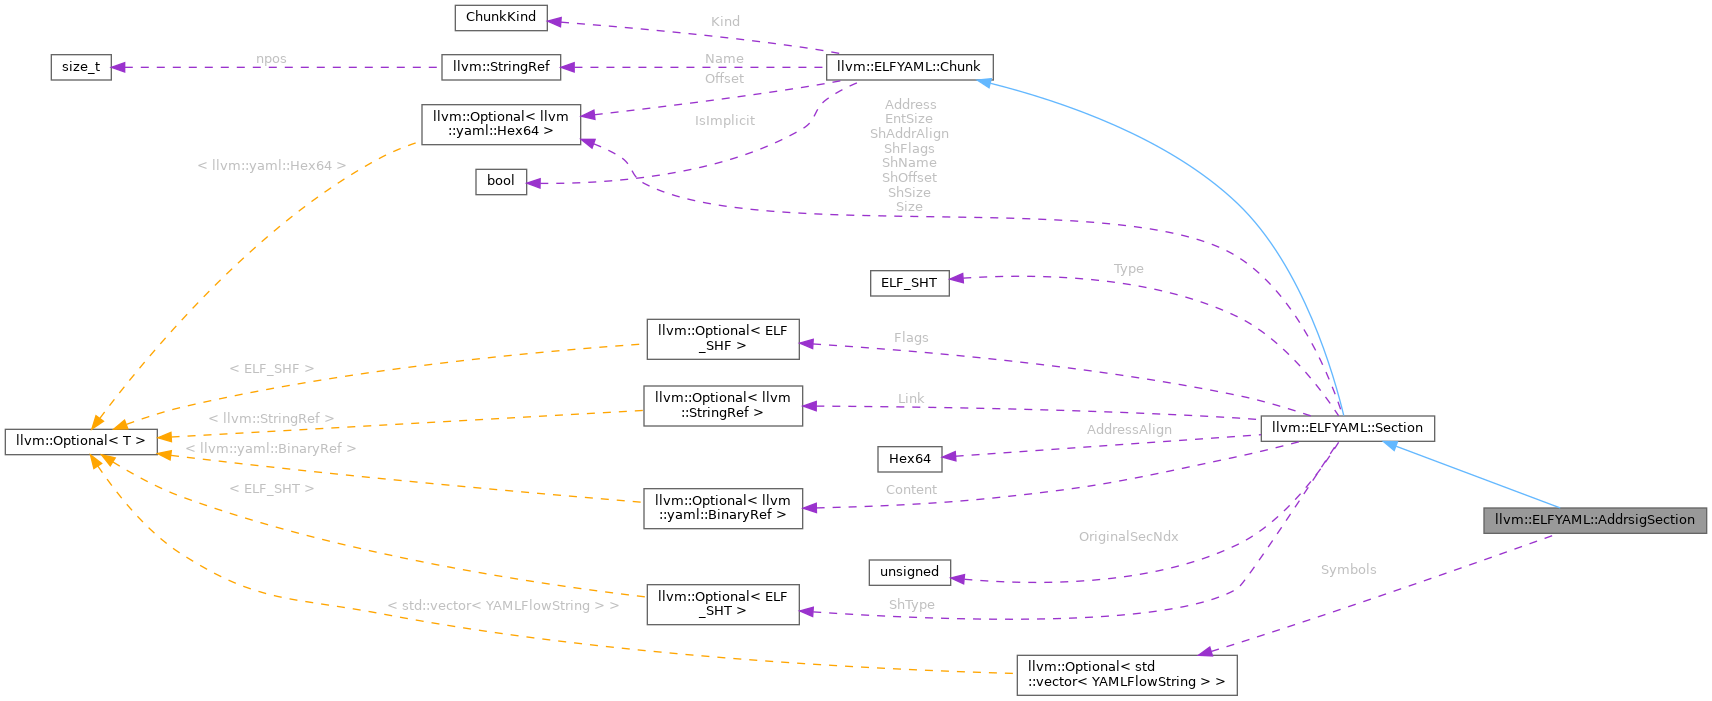 ChunkKind
Kind
size_t
npos
llvm::StringRef
Name
llvm::ELFYAML::Chunk
Offset
llvm::Optional< llvm
::yaml::Hex64 >
IsImplicit
Address
EntSize
ShAddrAlign
ShFlags
ShName
ShOffset
ShSize
Size
< llvm::yaml::Hex64 >
bool
ELF_SHT
Type
llvm::Optional< ELF
_SHF >
Flags
< ELF_SHF >
llvm::Optional< llvm
::StringRef >
Link
< llvm::StringRef >
llvm::Optional< T >
llvm::ELFYAML::Section
AddressAlign
< llvm::yaml::BinaryRef >
Hex64
Content
< ELF_SHT >
llvm::Optional< llvm
::yaml::BinaryRef >
llvm::ELFYAML::AddrsigSection
OriginalSecNdx
unsigned
Symbols
llvm::Optional< ELF
_SHT >
ShType
< std::vector< YAMLFlowString > >
llvm::Optional< std
::vector< YAMLFlowString > >